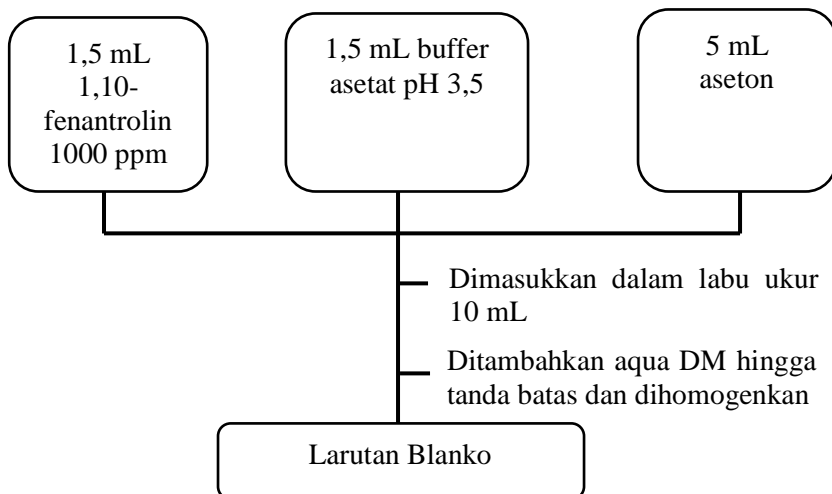 1,5 mL
1,10-
fenantrolin
1000 ppm
1,5 mL buffer
asetat pH 3,5
5 mL
aseton
Dimasukkan dalam labu ukur
10 mL
Ditambahkan aqua DM hingga
tanda batas dan dihomogenkan
Larutan Blanko